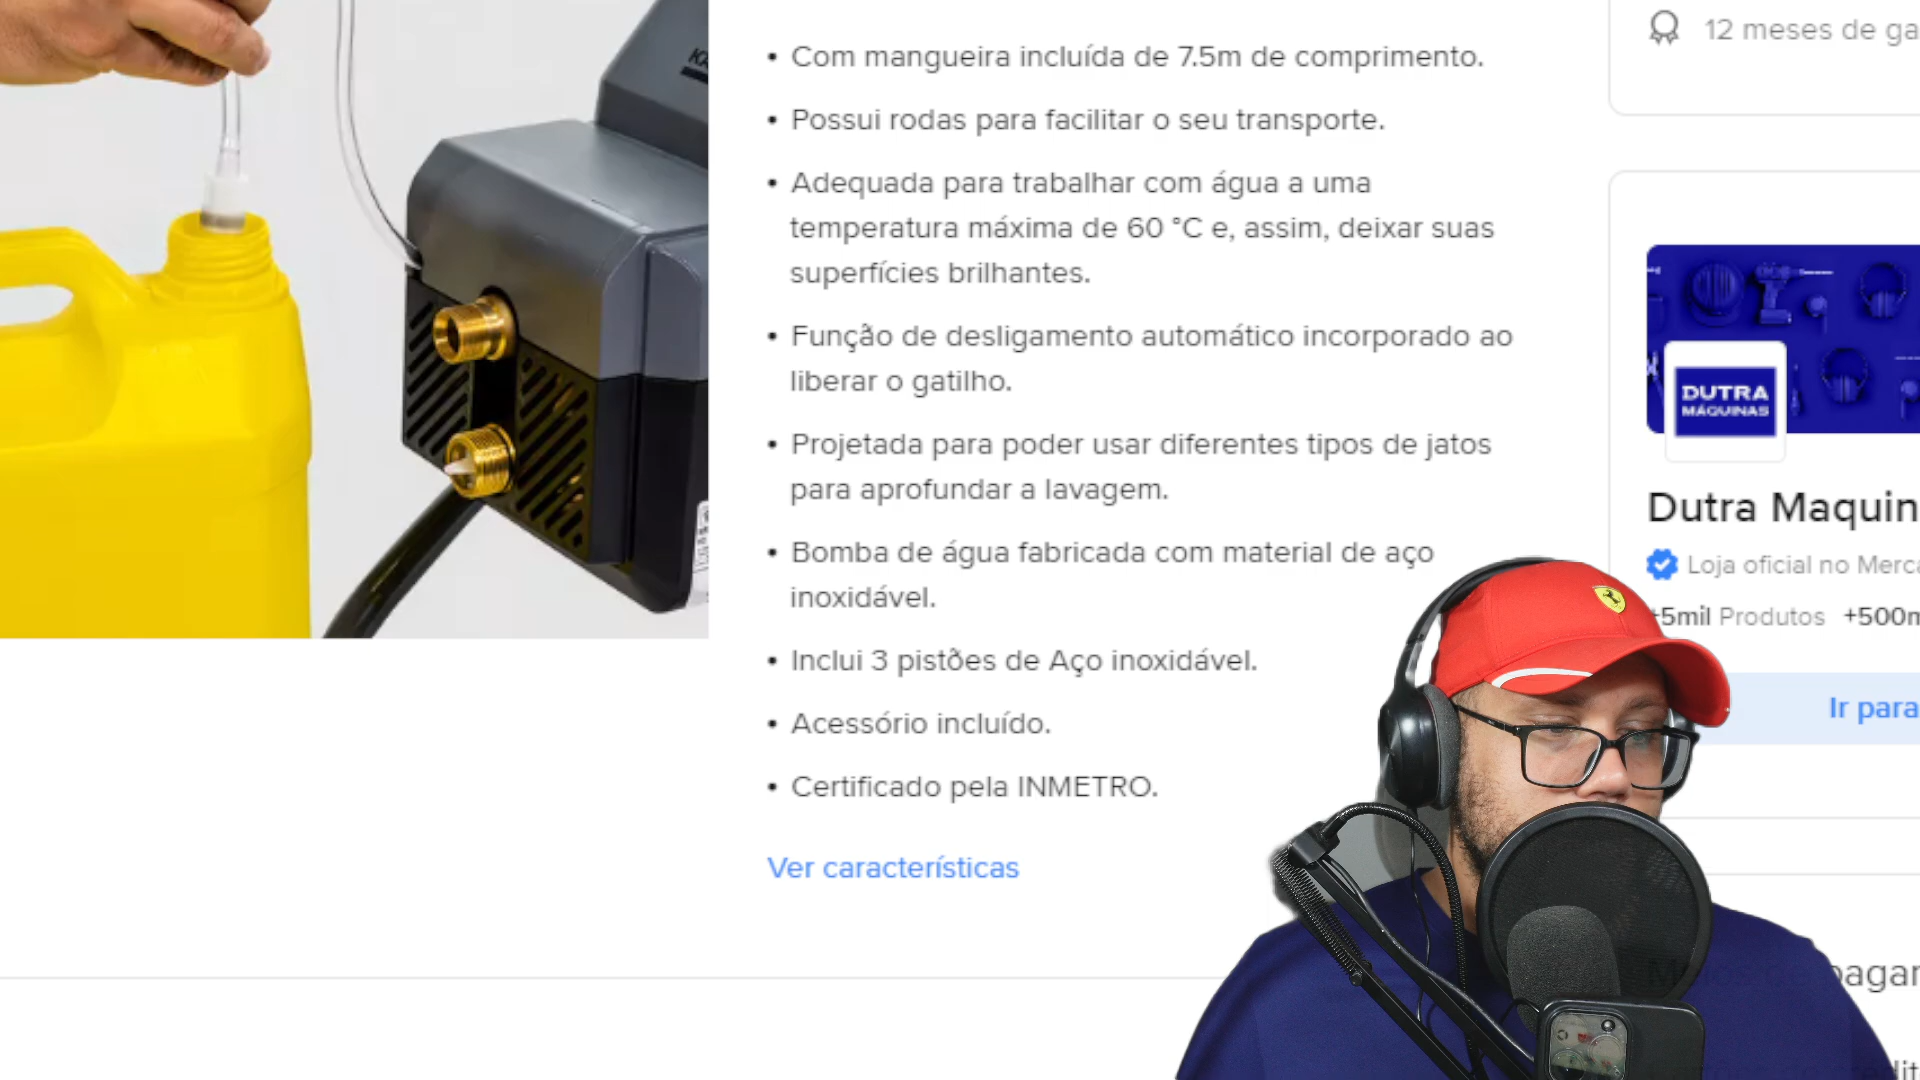 12 meses de ga
• Com mangueira incluída de 7.5m de comprimento.
• Possui rodas para facilitar o seu transporte.
• Adequada para trabalhar com água a uma
temperatura máxima de 60 °C e, assim, deixar suas
superfícies brilhantes.
• Função de desligamento automático incorporado ao
liberar o gatilho.
• Projetada para poder usar diferentes tipos de jatos
para aprofundar a lavagem.
• Bomba de água fabricada com material de aço
inoxidável.
• Inclui 3 pistões de Aço inoxidável.
• Acessório incluído.
• Certificado pela INMETRO.
Ver características
DUTRA
MÁQUINAS
Dutra Maquin
Loja oficial no Merca
+5mil Produtos +500m
Ir para
pagar